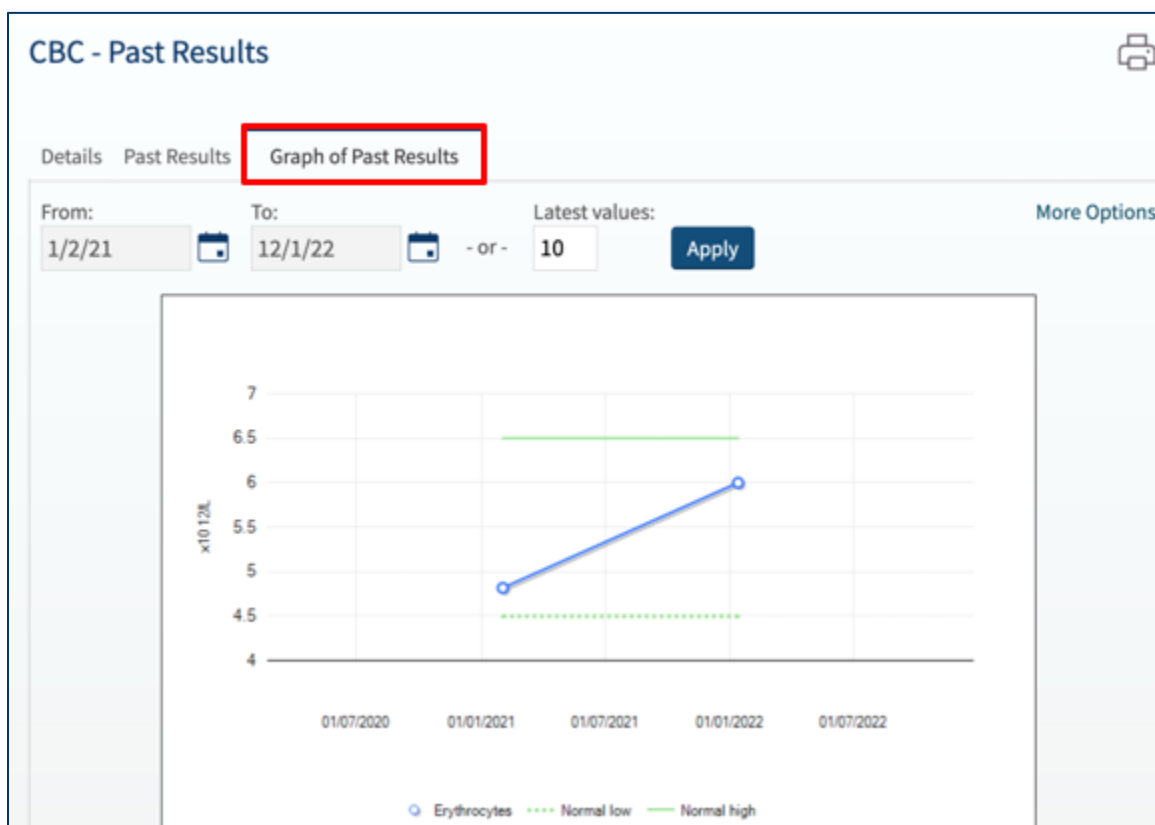 CBC - Past Results
Details Past Results Graph of Past Results
From: To: Latest values: More Options
1/2/21 12/1/22 - or - 10 Apply
7
6.5
6
5.5
5
4.5
4
x10 12/L
01/07/2020 01/01/2021 01/07/2021 01/01/2022 01/07/2022
Erythrocytes Normal low Normal high